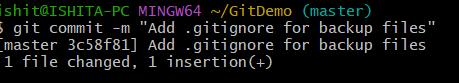 ishit@ISHITA-PC MINGW64 ~/GitDemo (master)
$ git commit -m "Add .gitignore for backup files"
[master 3c58f81] Add .gitignore for backup files
1 file changed, 1 insertion(+)